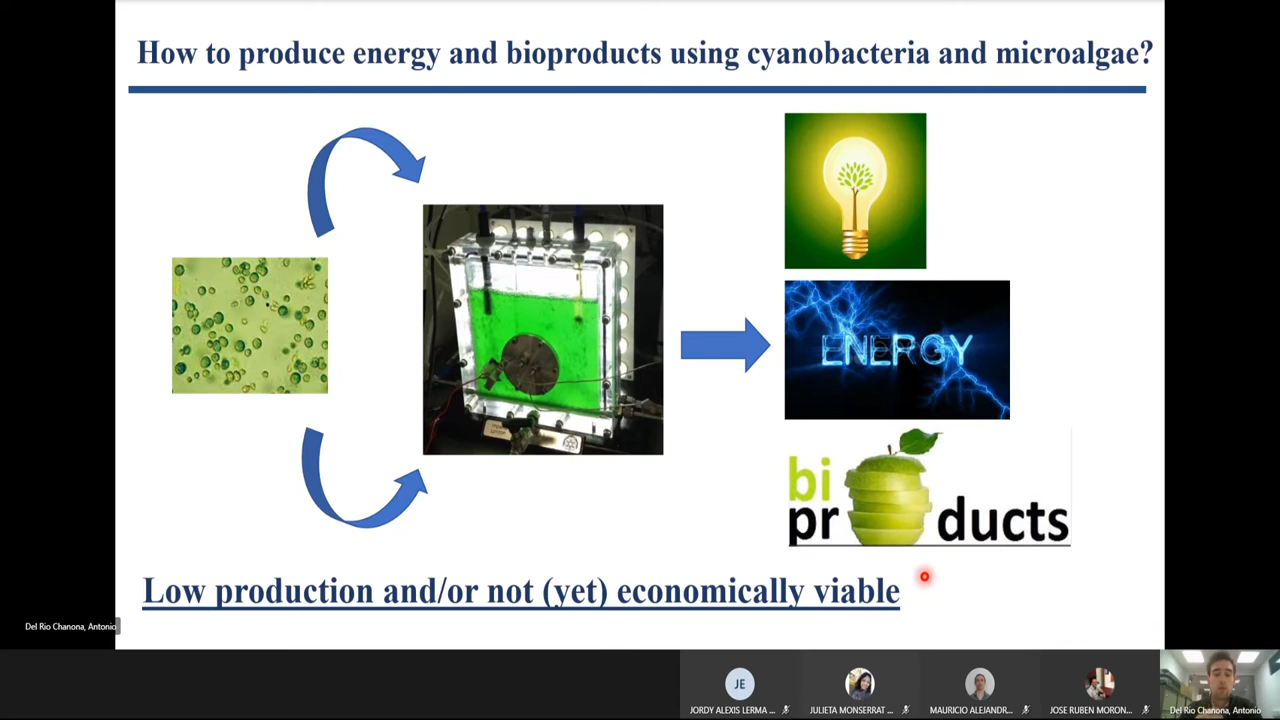 How to produce energy and bioproducts using cyanobacteria and microalgae?
ENERGY
bi
pr ducts
Low production and/or not (yet) economically viable
Del Rio Chanona, Antonio
JE
JORDY ALEXIS LERMA ...
JULIETA MONSERRAT ...
MAURICIO ALEJANDR...
JOSE RUBEN MORON...
Del Rio Chanona, Antonio